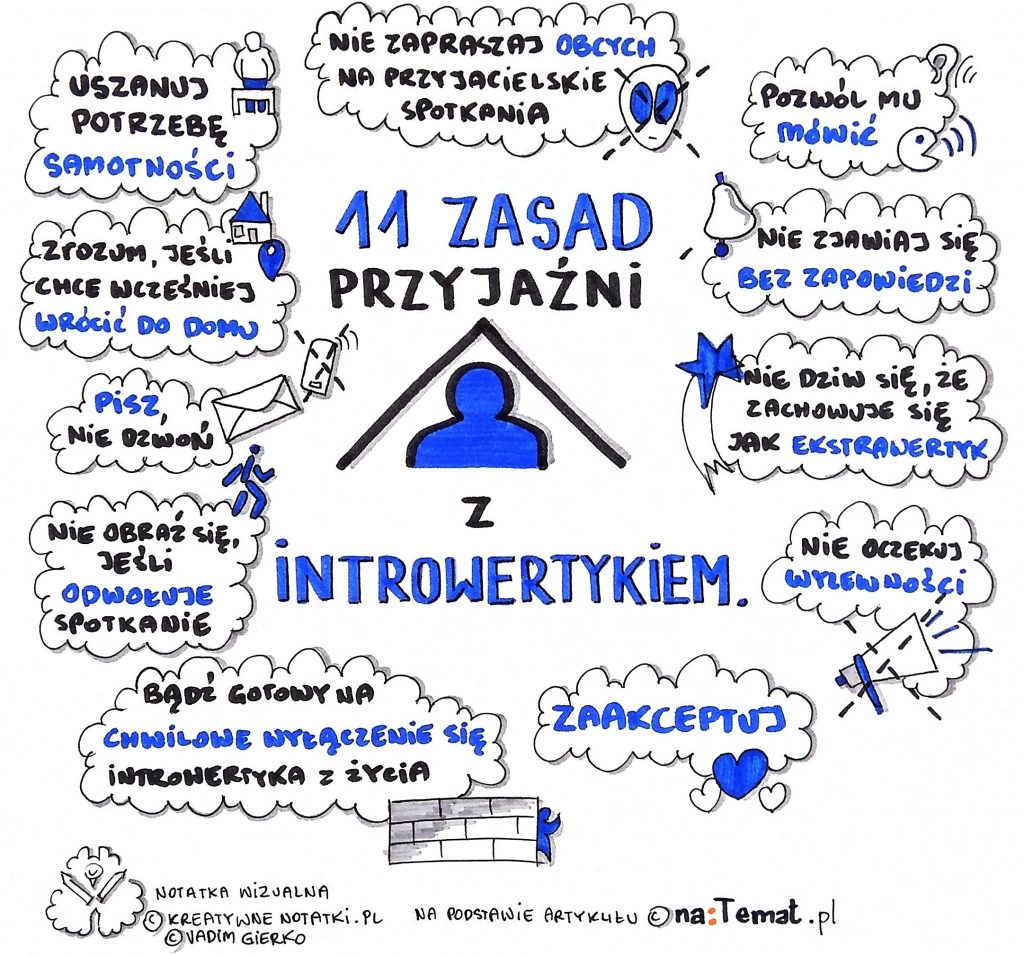 11 ZASAD
PRZYJAŹNI
Z
INTROWERTYKIEM.
NIE ZAPRASZAJ OBCYCH
NA PRZYJACIELSKIE
SPOTKANIA
POZWÓL MU
MÓWIĆ
NIE ZJAWIAJ SIĘ
BEZ ZAPOWIEDZI
NIE DZIW SIĘ, ŻE
ZACHOWUJE SIĘ
JAK EKSTRAWERTYK
NIE OCZEKUJ
WYLEWNOŚCI
ZAAKCEPTUJ
BĄDŹ GOTOWY NA
CHWILOWE WYŁĄCZENIE SIĘ
INTROWERTYKA Z ŻYCIA
NIE OBRAŹ SIĘ,
JEŚLI
ODWOŁUJE
SPOTKANIE
PISZ,
NIE DZWOŃ
ZROZUM, JEŚLI
CHCE WCZEŚNIEJ
WRÓCIĆ DO DOMU
USZANUJ
POTRZEBĘ
SAMOTNOŚCI
NOTATKA WIZUALNA
© KREATYWNE NOTATKI.PL
© VADIM GIERKO
NA PODSTAWIE ARTYKUŁU © na:Temat.pl